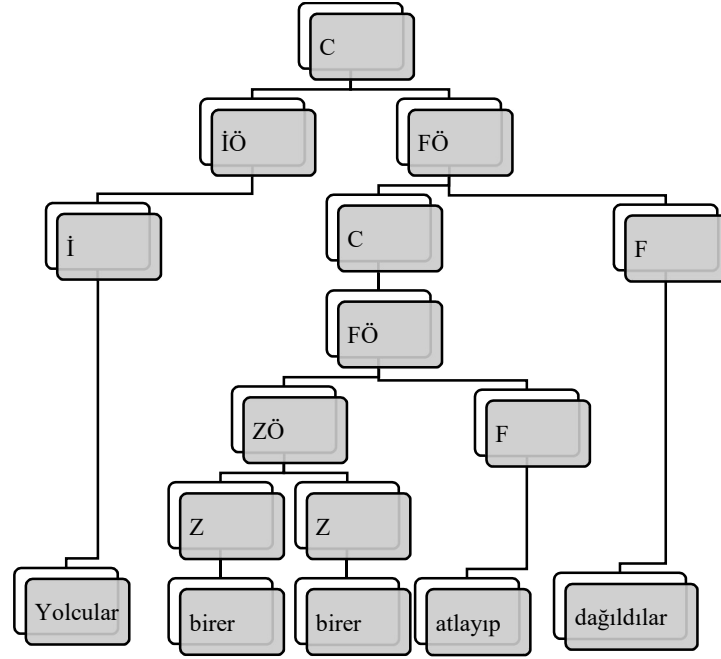 C
İÖ
FÖ
İ
C
F
FÖ
ZÖ
F
Z
Z
Yolcular
birer
birer
atlayıp
dağıldılar